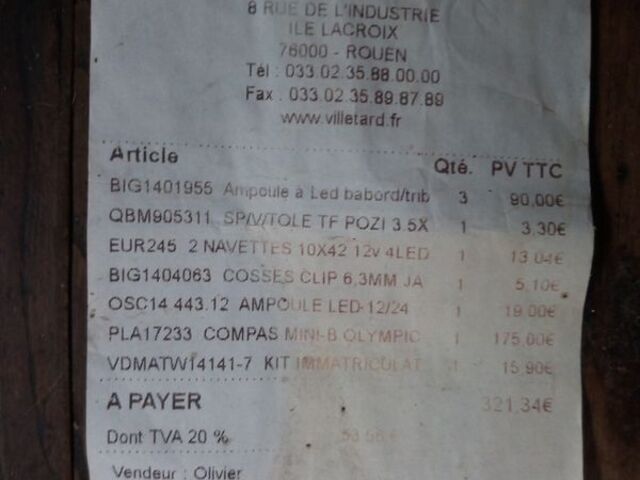 8 RUE DE L'INDUSTRIE
ILE LACROIX
76000 - ROUEN
Tél : 033.02.35.88.00.00
Fax : 033.02.35.89.87.89
www.villetard.fr
Article Qté. PV TTC
BIG1401955 Ampoule à Led babord/trib 3 90,00€
QBM905311 SP/V/TOLE TF POZI 3.5X 1 3,30€
EUR245 2 NAVETTES 10X42 12v 4LED 1 13,04€
BIG1404063 COSSES CLIP 6,3MM JA 1 5,10€
OSC14 443.12 AMPOULE LED-12/24 1 19,00€
PLA17233 COMPAS MINI-B OLYMPIC 1 175,00€
VDMATW14141-7 KIT IMMATRICULAT 1 15,90€
A PAYER 321,34€
Dont TVA 20 % 53,56 €
Vendeur : Olivier